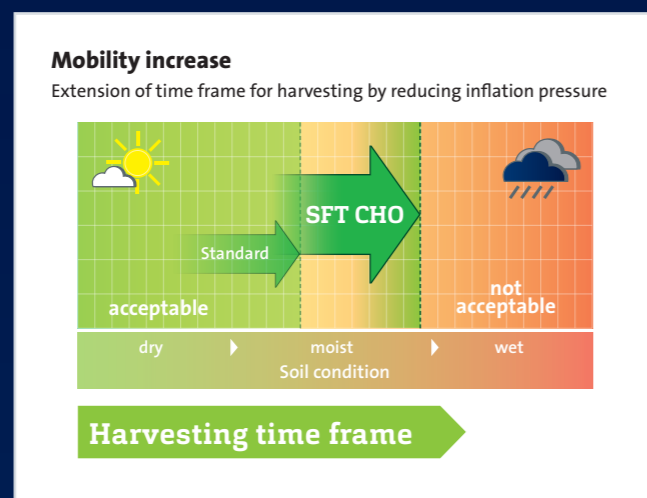 Mobility increase
Extension of time frame for harvesting by reducing inflation pressure
SFT CHO
Standard
acceptable
not
acceptable
dry moist wet
Soil condition
Harvesting time frame